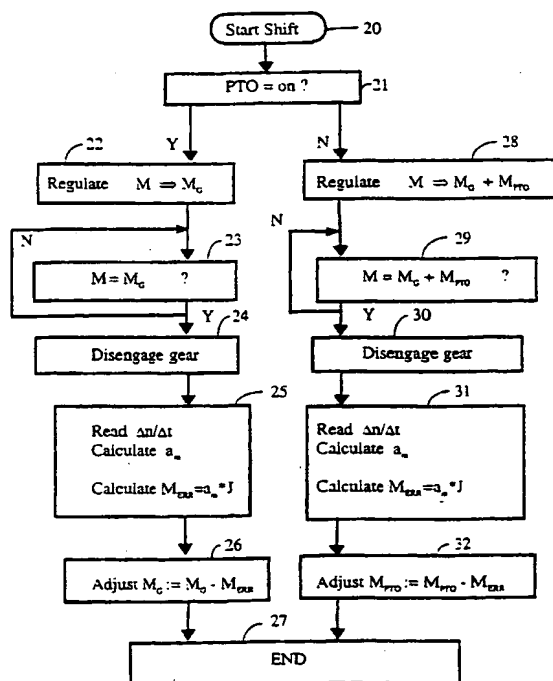 Start Shift
20
PTO = on ?
21
Y
N
22
Regulate M ⇒ M_G
28
Regulate M ⇒ M_G + M_PTO
N
23
M = M_G ?
Y
N
29
M = M_G + M_PTO ?
Y
24
Disengage gear
30
Disengage gear
25
Read Δn/Δt
Calculate a_m
Calculate M_ERR=a_m*J
31
Read Δn/Δt
Calculate a_m
Calculate M_ERR=a_m*J
26
Adjust M_G := M_G - M_ERR
32
Adjust M_PTO := M_PTO - M_ERR
27
END